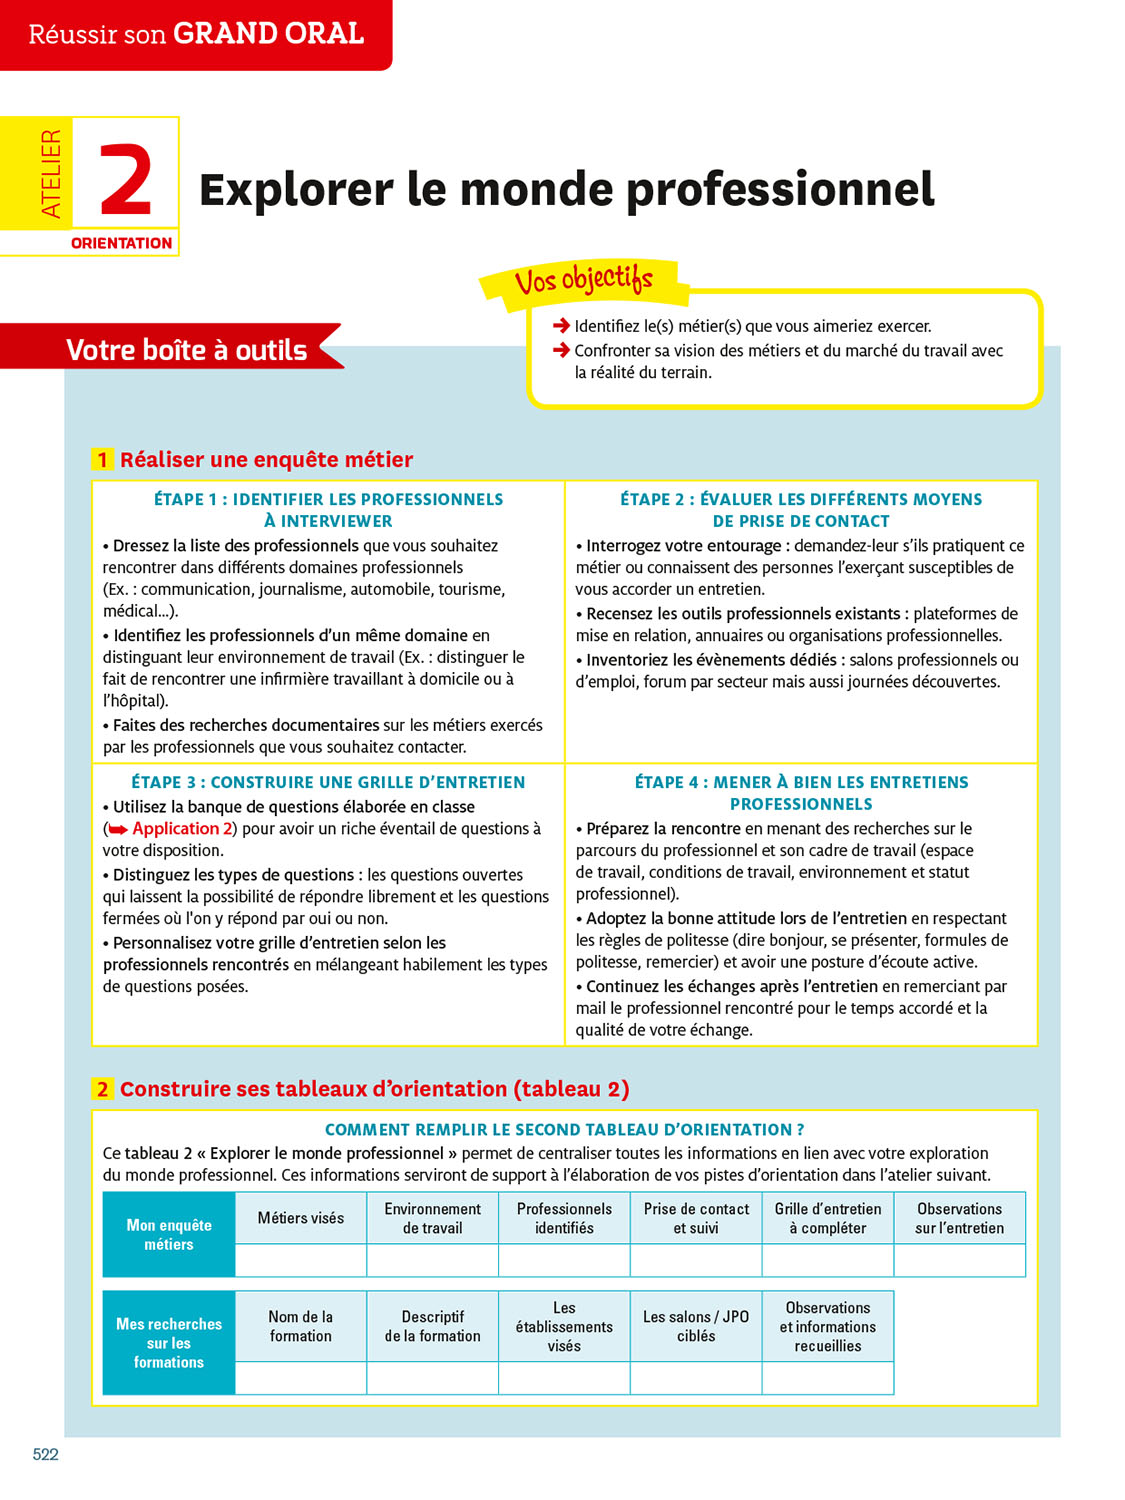 Réussir son GRAND ORAL
ATELIER
2
ORIENTATION
Explorer le monde professionnel
Vos objectifs
➔ Identifiez le(s) métier(s) que vous aimeriez exercer.
➔ Confronter sa vision des métiers et du marché du travail avec
la réalité du terrain.
Votre boîte à outils
1 Réaliser une enquête métier
ÉTAPE 1 : IDENTIFIER LES PROFESSIONNELS
À INTERVIEWER
• Dressez la liste des professionnels que vous souhaitez
rencontrer dans différents domaines professionnels
(Ex. : communication, journalisme, automobile, tourisme,
médical…).
• Identifiez les professionnels d’un même domaine en
distinguant leur environnement de travail (Ex. : distinguer le
fait de rencontrer une infirmière travaillant à domicile ou à
l’hôpital).
• Faites des recherches documentaires sur les métiers exercés
par les professionnels que vous souhaitez contacter.
ÉTAPE 2 : ÉVALUER LES DIFFÉRENTS MOYENS
DE PRISE DE CONTACT
• Interrogez votre entourage : demandez-leur s’ils pratiquent ce
métier ou connaissent des personnes l’exerçant susceptibles de
vous accorder un entretien.
• Recensez les outils professionnels existants : plateformes de
mise en relation, annuaires ou organisations professionnelles.
• Inventoriez les évènements dédiés : salons professionnels ou
d’emploi, forum par secteur mais aussi journées découvertes.
ÉTAPE 3 : CONSTRUIRE UNE GRILLE D’ENTRETIEN
• Utilisez la banque de questions élaborée en classe
(➥ Application 2) pour avoir un riche éventail de questions à
votre disposition.
• Distinguez les types de questions : les questions ouvertes
qui laissent la possibilité de répondre librement et les questions
fermées où l'on y répond par oui ou non.
• Personnalisez votre grille d’entretien selon les
professionnels rencontrés en mélangeant habilement les types
de questions posées.
ÉTAPE 4 : MENER À BIEN LES ENTRETIENS
PROFESSIONNELS
• Préparez la rencontre en menant des recherches sur le
parcours du professionnel et son cadre de travail (espace
de travail, conditions de travail, environnement et statut
professionnel).
• Adoptez la bonne attitude lors de l’entretien en respectant
les règles de politesse (dire bonjour, se présenter, formules de
politesse, remercier) et avoir une posture d’écoute active.
• Continuez les échanges après l’entretien en remerciant par
mail le professionnel rencontré pour le temps accordé et la
qualité de votre échange.
2 Construire ses tableaux d’orientation (tableau 2)
COMMENT REMPLIR LE SECOND TABLEAU D’ORIENTATION ?
Ce tableau 2 « Explorer le monde professionnel » permet de centraliser toutes les informations en lien avec votre exploration
du monde professionnel. Ces informations serviront de support à l’élaboration de vos pistes d’orientation dans l’atelier suivant.
Mon enquête
métiers
Métiers visés
Environnement
de travail
Professionnels
identifiés
Prise de contact
et suivi
Grille d’entretien
à compléter
Observations
sur l’entretien
Mes recherches
sur les
formations
Nom de la
formation
Descriptif
de la formation
Les
établissements
visés
Les salons / JPO
ciblés
Observations
et informations
recueillies
522